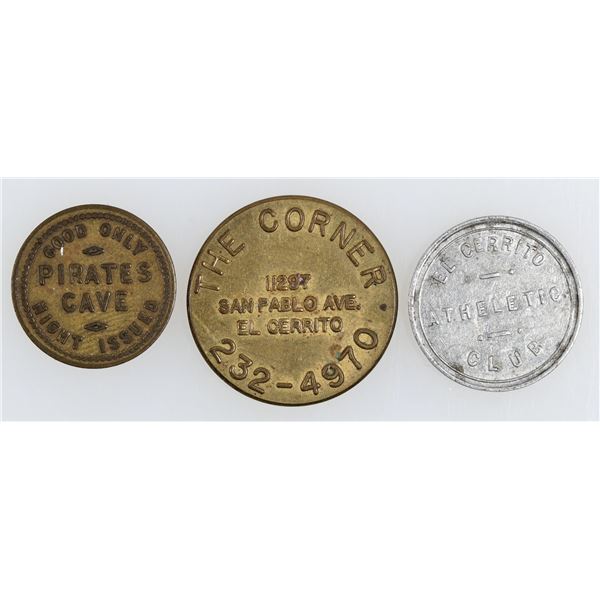 GOOD ONLY
PIRATES
CAVE
NIGHT ISSUED
THE CORNER
11297
SAN PABLO AVE.
EL CERRITO
232-4970
EL CERRITO
ATHELETIC
CLUB